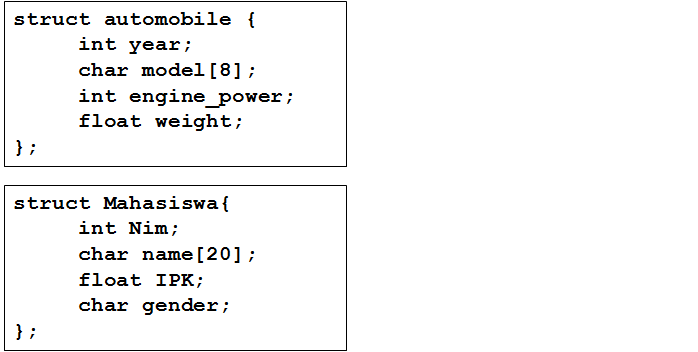 struct automobile {
int year;
char model[8];
int engine_power;
float weight;
};
struct Mahasiswa{
int Nim;
char name[20];
float IPK;
char gender;
};